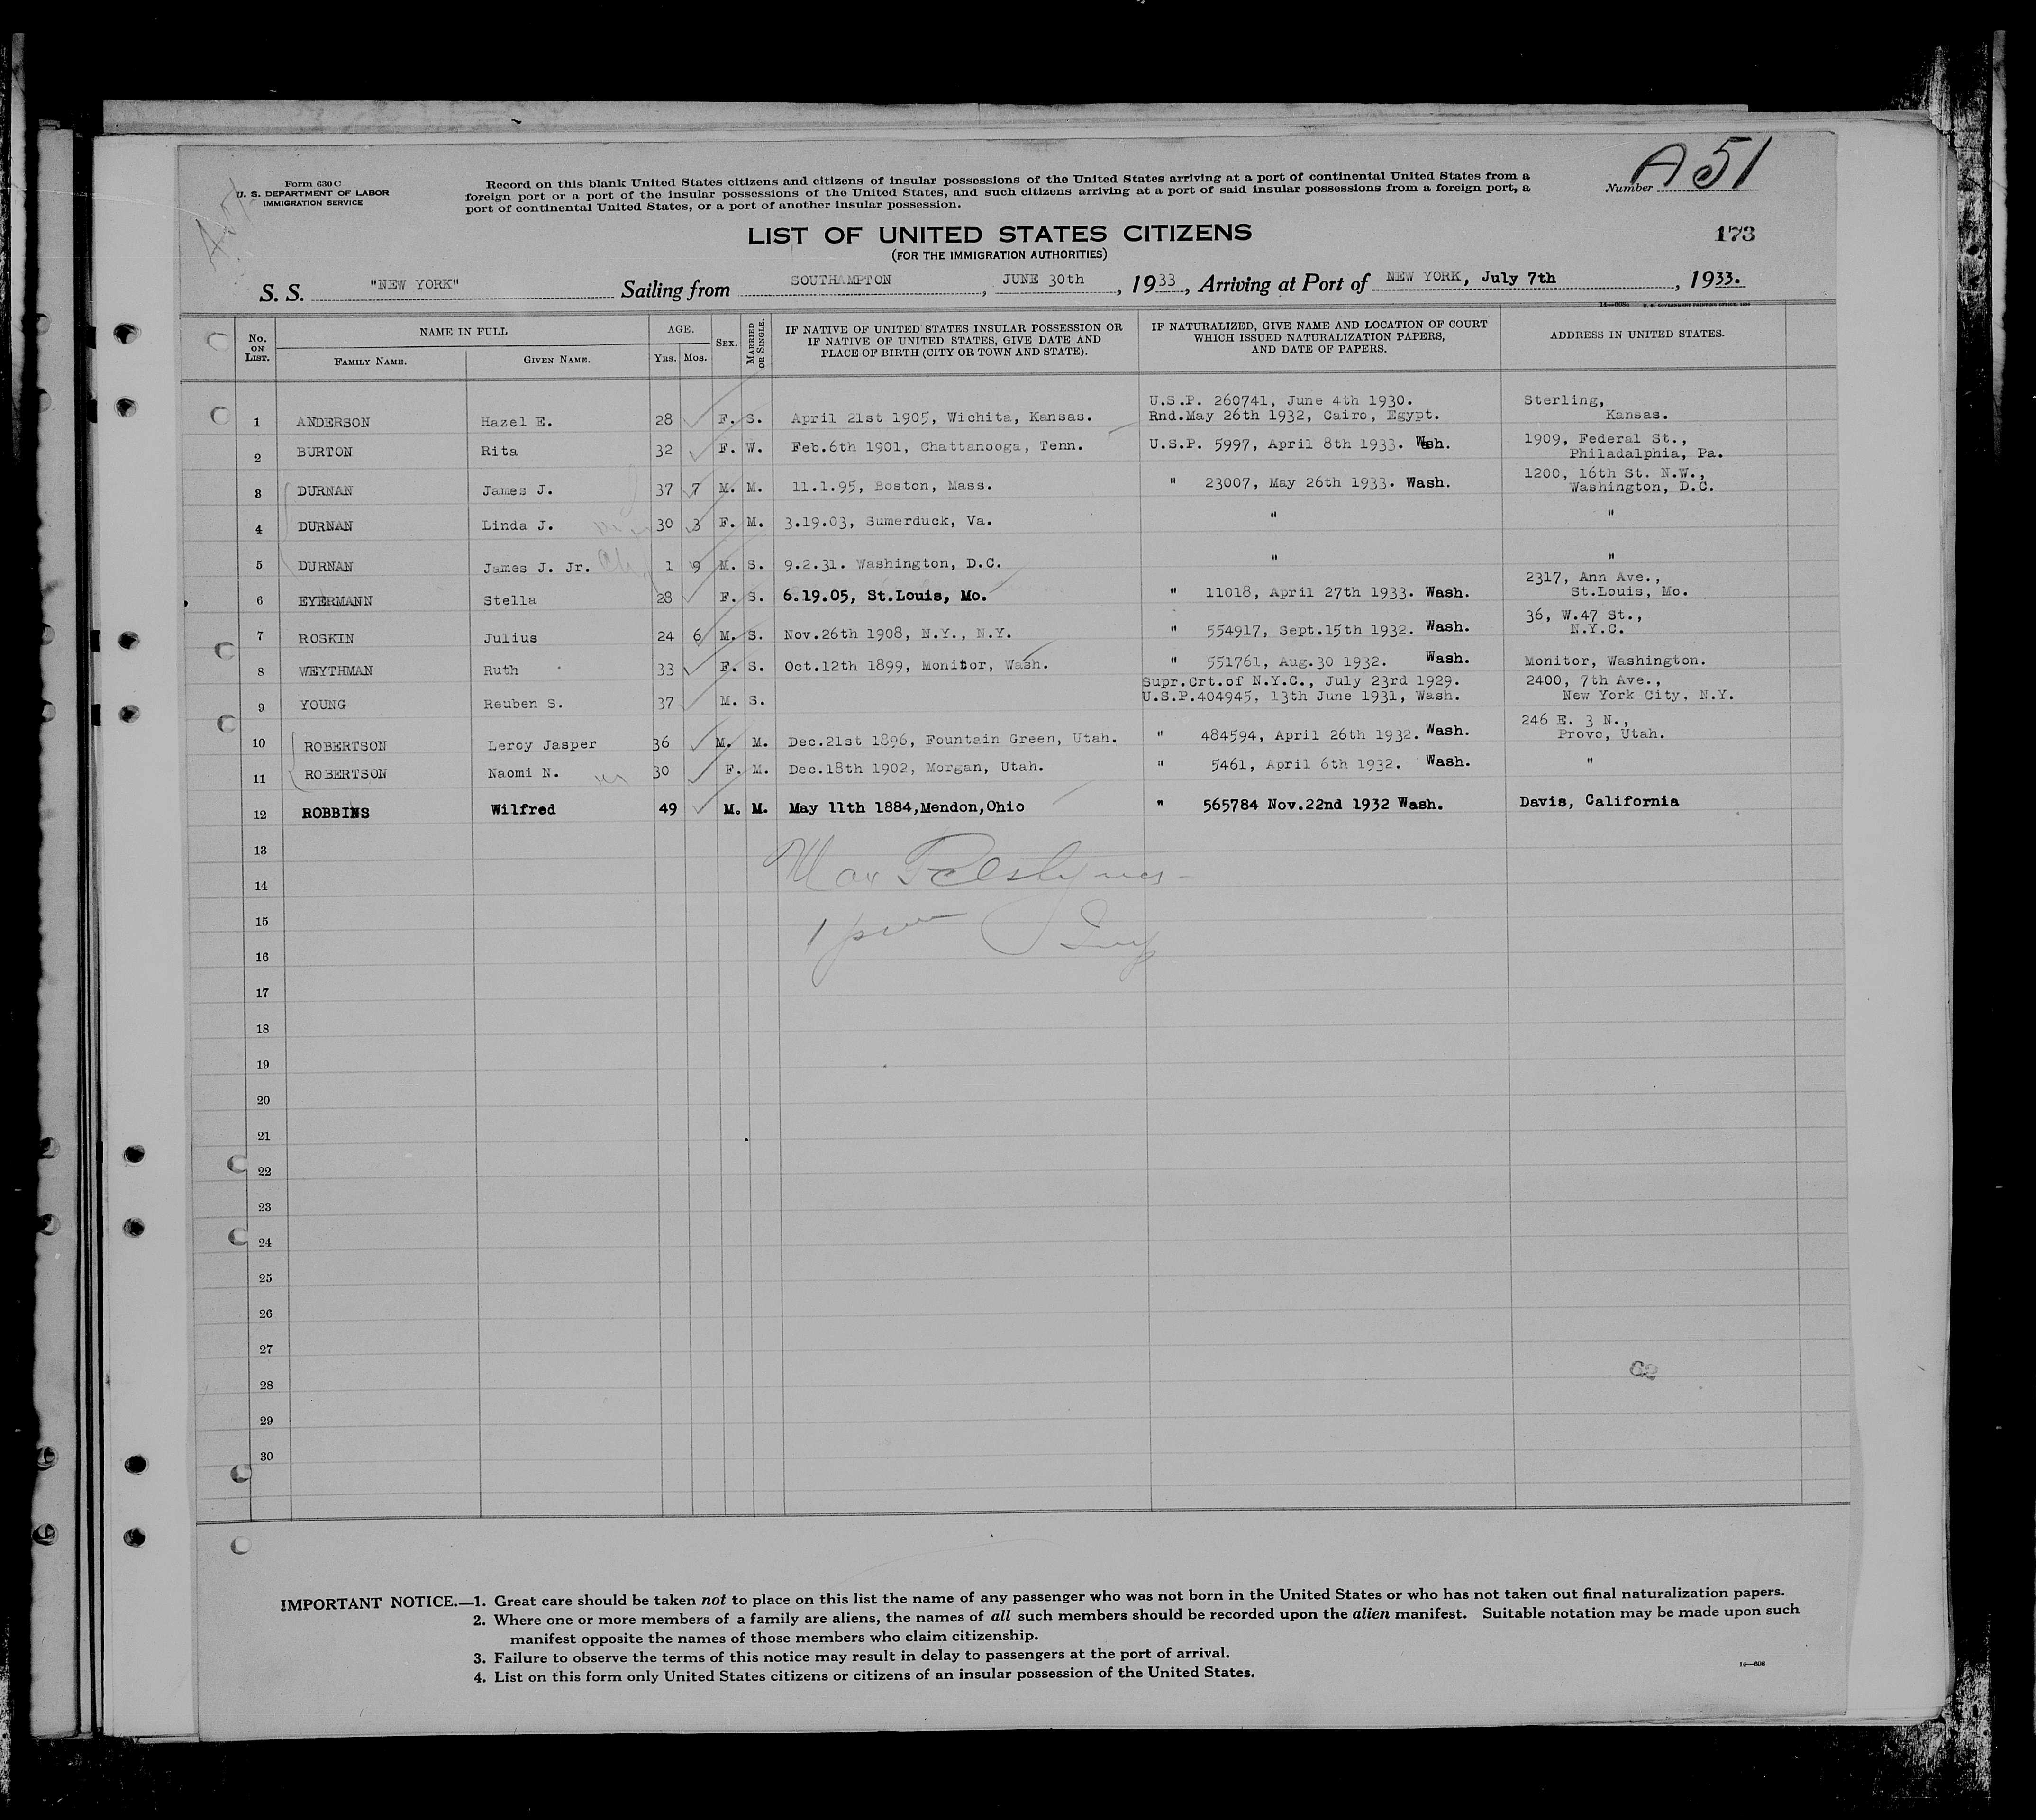 Form 630 C
U. S. DEPARTMENT OF LABOR
IMMIGRATION SERVICE
Record on this blank United States citizens and citizens of insular possessions of the United States arriving at a port of continental United States from a
foreign port or a port of the insular possessions of the United States, and such citizens arriving at a port of said insular possessions from a foreign port, a
port of continental United States, or a port of another insular possession.
Number A 51
173
LIST OF UNITED STATES CITIZENS
(FOR THE IMMIGRATION AUTHORITIES)
S. S. "NEW YORK" Sailing from SOUTHAMPTON, JUNE 30th, 1933, Arriving at Port of NEW YORK, July 7th, 1933.
No. ON LIST. NAME IN FULL FAMILY NAME. GIVEN NAME. AGE. YRS. MOS. SEX. MARRIED OR SINGLE. IF NATIVE OF UNITED STATES INSULAR POSSESSION OR IF NATIVE OF UNITED STATES, GIVE DATE AND PLACE OF BIRTH (CITY OR TOWN AND STATE). IF NATURALIZED, GIVE NAME AND LOCATION OF COURT WHICH ISSUED NATURALIZATION PAPERS, AND DATE OF PAPERS. ADDRESS IN UNITED STATES.
U.S.P. 260741, June 4th 1930. Sterling,
1 ANDERSON Hazel E. 28 F. S. April 21st 1905, Wichita, Kansas. Rnd.May 26th 1932, Cairo, Egypt. Kansas.
2 BURTON Rita 32 F. W. Feb.6th 1901, Chattanooga, Tenn. U.S.P. 5997, April 8th 1933. Wash. 1909, Federal St.,
Philadalphia, Pa.
3 DURNAN James J. 37 7 M. M. 11.1.95, Boston, Mass. " 23007, May 26th 1933. Wash. 1200, 16th St. N.W.,
Washington, D.C.
4 DURNAN Linda J. 30 3 F. M. 3.19.03, Sumerduck, Va. " "
5 DURNAN James J. Jr. 1 9 M. S. 9.2.31. Washington, D.C. " "
6 EYERMANN Stella 28 F. S. 6.19.05, St.Louis, Mo. " 11018, April 27th 1933. Wash. 2317, Ann Ave.,
St.Louis, Mo.
7 ROSKIN Julius 24 6 M. S. Nov.26th 1908, N.Y., N.Y. " 554917, Sept.15th 1932. Wash. 36, W.47 St.,
N.Y.C.
8 WEYTHMAN Ruth 33 F. S. Oct.12th 1899, Monitor, Wash. " 551761, Aug.30 1932. Wash. Monitor, Washington.
Supr.Crt.of N.Y.C., July 23rd 1929. 2400, 7th Ave.,
9 YOUNG Reuben S. 37 M. S. U.S.P.404945, 13th June 1931, Wash. New York City, N.Y.
10 ROBERTSON Leroy Jasper 36 M. M. Dec.21st 1896, Fountain Green, Utah. " 484594, April 26th 1932. Wash. 246 E. 3 N.,
Provo, Utah.
11 ROBERTSON Naomi N. 30 F. M. Dec.18th 1902, Morgan, Utah. " 5461, April 6th 1932. Wash. "
12 ROBBINS Wilfred 49 M. M. May 11th 1884,Mendon,Ohio " 565784 Nov.22nd 1932 Wash. Davis, California
13
14
15
16
17
18
19
20
21
22
23
24
25
26
27
28
29
30
IMPORTANT NOTICE.—1. Great care should be taken not to place on this list the name of any passenger who was not born in the United States or who has not taken out final naturalization papers.
2. Where one or more members of a family are aliens, the names of all such members should be recorded upon the alien manifest. Suitable notation may be made upon such
manifest opposite the names of those members who claim citizenship.
3. Failure to observe the terms of this notice may result in delay to passengers at the port of arrival.
4. List on this form only United States citizens or citizens of an insular possession of the United States.
14—606